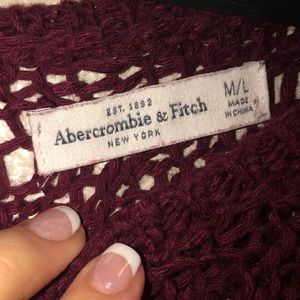 EST. 1892
Abercrombie & Fitch
NEW YORK
M/L
MADE
IN CHINA